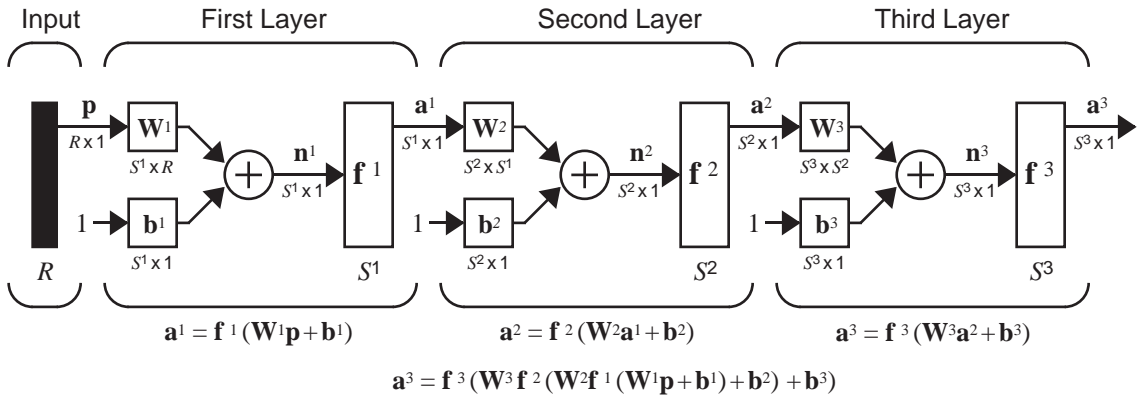 Input First Layer Second Layer Third Layer
p a¹ a² a³
W¹ W² W³
R x 1 S¹ x 1 S² x 1 S³ x 1
S¹ x R S² x S¹ S³ x S²
n¹ n² n³
+ f ¹ + f ² + f ³
S¹ x 1 S² x 1 S³ x 1
1 b¹ 1 b² 1 b³
S¹ x 1 S² x 1 S³ x 1
R S¹ S² S³
a¹ = f ¹ (W¹p + b¹) a² = f ² (W²a¹ + b²) a³ = f ³ (W³a² + b³)
a³ = f ³ (W³ f ² (W²f ¹ (W¹p + b¹) + b²) + b³)